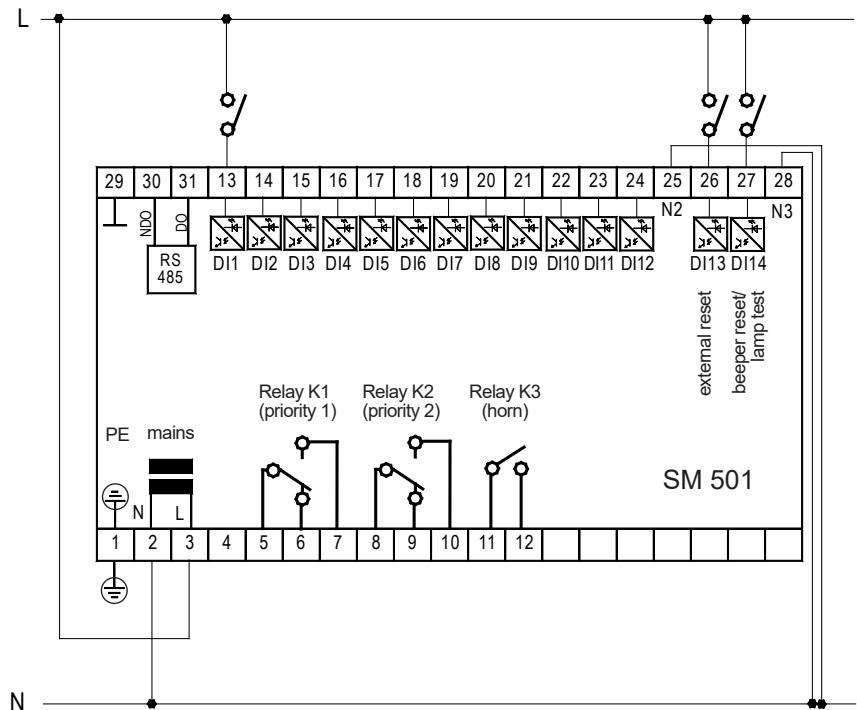 L
29 30 31 13 14 15 16 17 18 19 20 21 22 23 24 25 26 27 28
N2 N3
NDO
DO
RS
485
DI1 DI2 DI3 DI4 DI5 DI6 DI7 DI8 DI9 DI10 DI11 DI12 DI13 DI14
external reset
beeper reset/
lamp test
Relay K1
(priority 1)
Relay K2
(priority 2)
Relay K3
(horn)
PE mains
SM 501
N L
1 2 3 4 5 6 7 8 9 10 11 12
N